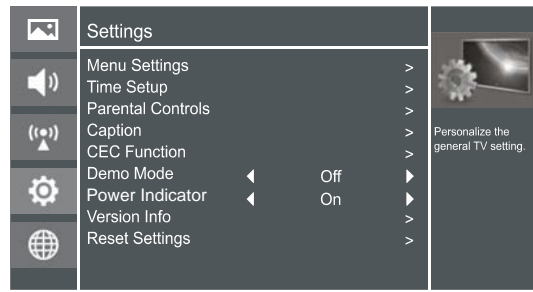 Settings
Menu Settings >
Time Setup >
Parental Controls >
Caption >
CEC Function >
Demo Mode ◀ Off ▶
Power Indicator ◀ On ▶
Version Info >
Reset Settings >
Personalize the
general TV setting.